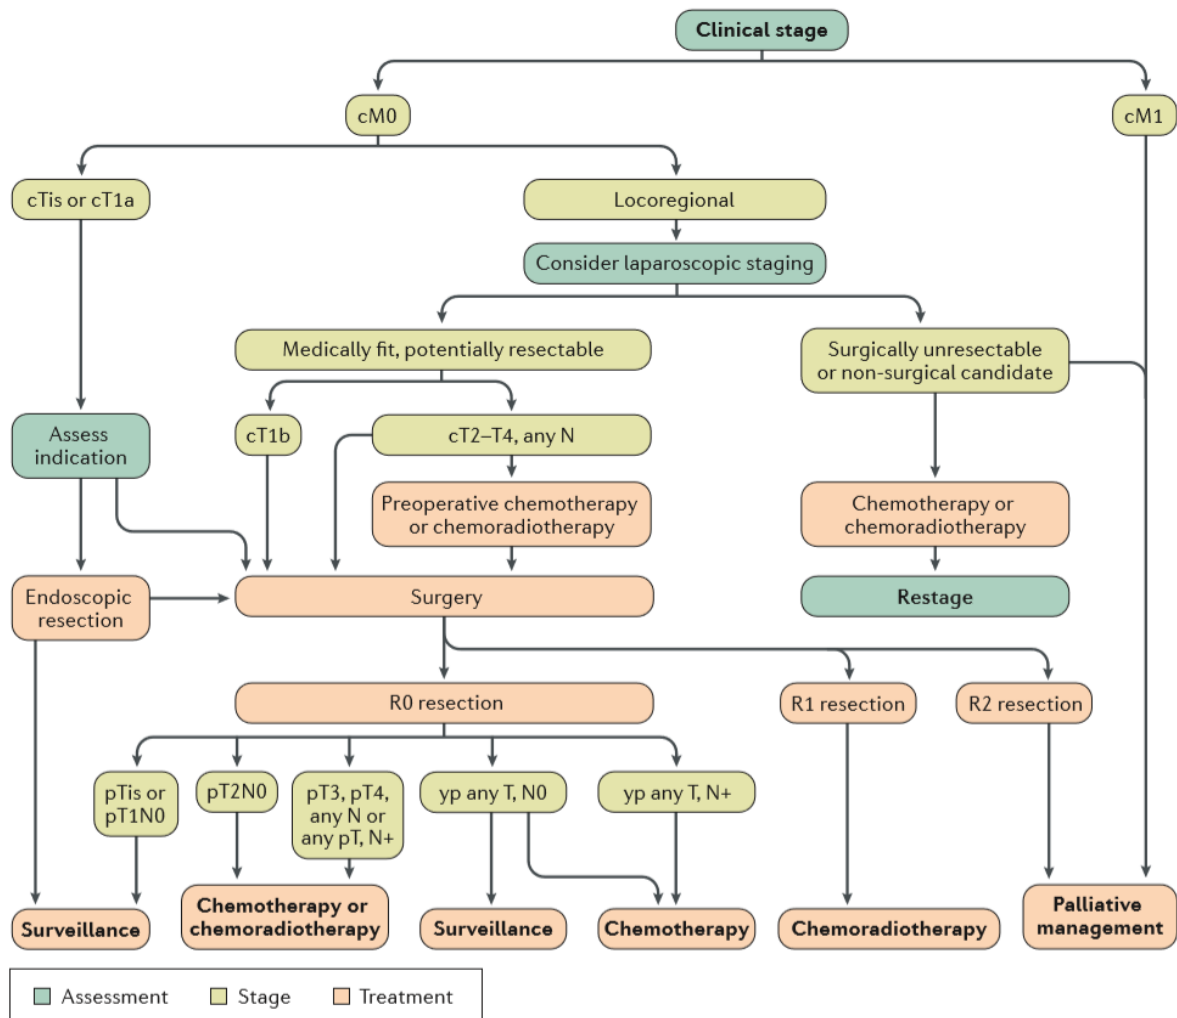 Clinical stage
cM0
cM1
cTis or cT1a
Locoregional
Consider laparoscopic staging
Medically fit, potentially resectable
Surgically unresectable
or non-surgical candidate
Assess
indication
cT1b
cT2–T4, any N
Preoperative chemotherapy
or chemoradiotherapy
Chemotherapy or
chemoradiotherapy
Endoscopic
resection
Surgery
Restage
R0 resection
R1 resection
R2 resection
pTis or
pT1N0
pT2N0
pT3, pT4,
any N or
any pT, N+
yp any T, N0
yp any T, N+
Surveillance
Chemotherapy or
chemoradiotherapy
Surveillance
Chemotherapy
Chemoradiotherapy
Palliative
management
Assessment
Stage
Treatment